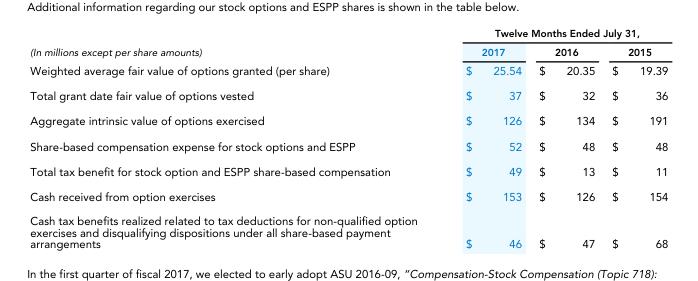 Additional information regarding our stock options and ESPP shares is shown in the table below.
Twelve Months Ended July 31,
(In millions except per share amounts) 2017 2016 2015
Weighted average fair value of options granted (per share) $ 25.54 $ 20.35 $ 19.39
Total grant date fair value of options vested $ 37 $ 32 $ 36
Aggregate intrinsic value of options exercised $ 126 $ 134 $ 191
Share-based compensation expense for stock options and ESPP $ 52 $ 48 $ 48
Total tax benefit for stock option and ESPP share-based compensation $ 49 $ 13 $ 11
Cash received from option exercises $ 153 $ 126 $ 154
Cash tax benefits realized related to tax deductions for non-qualified option
exercises and disqualifying dispositions under all share-based payment
arrangements $ 46 $ 47 $ 68
In the first quarter of fiscal 2017, we elected to early adopt ASU 2016-09, "Compensation-Stock Compensation (Topic 718):